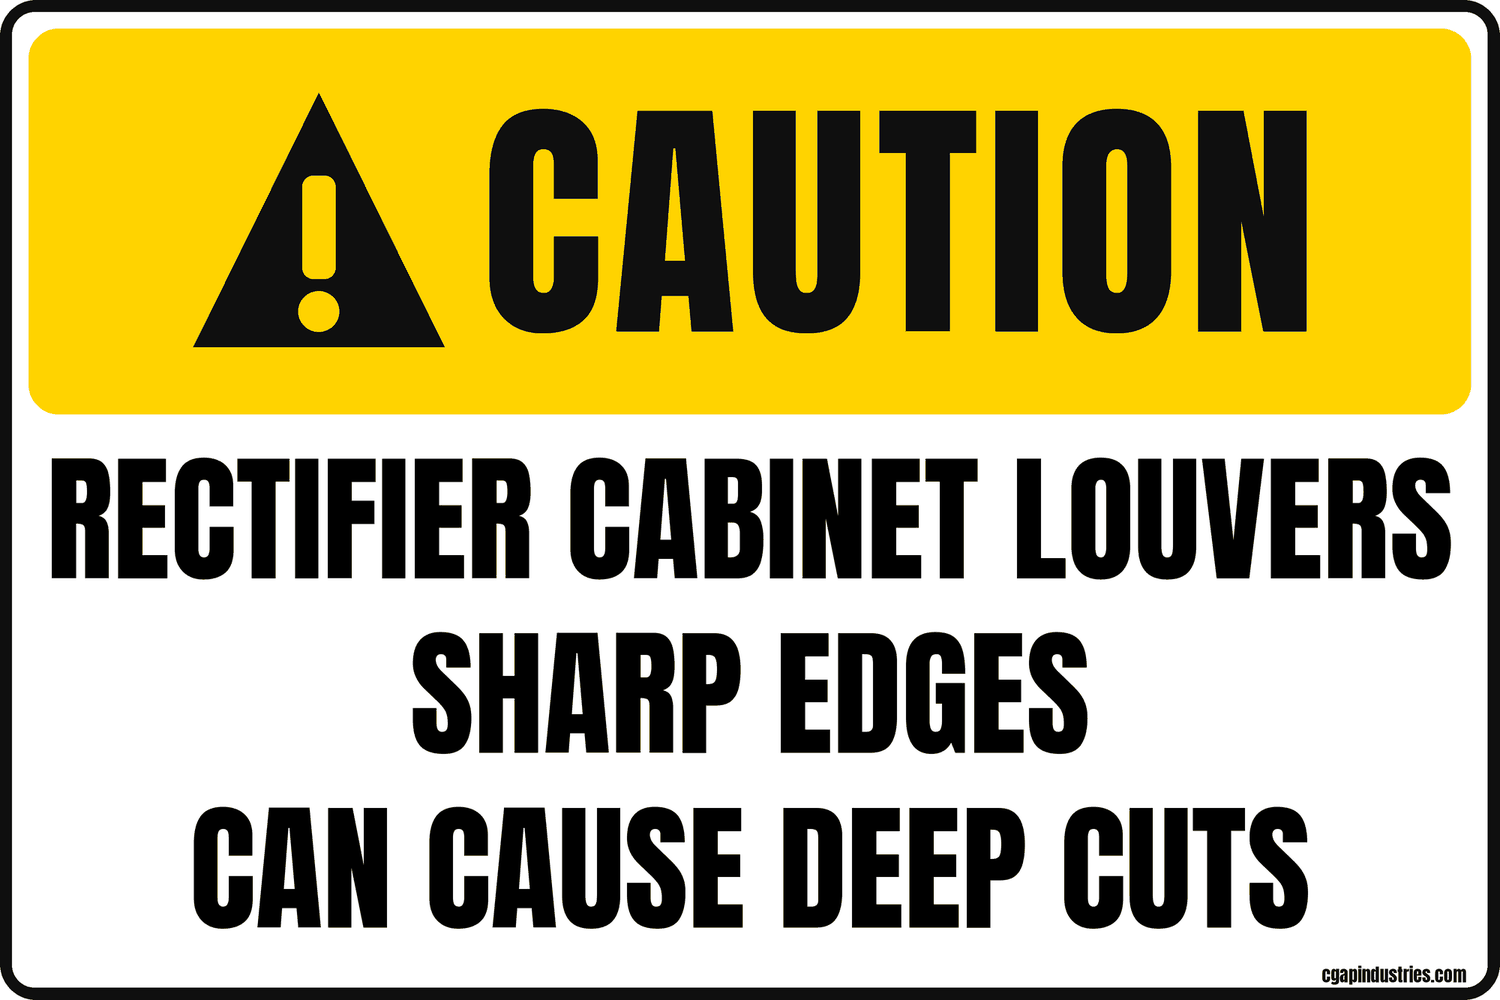 CAUTION
RECTIFIER CABINET LOUVERS
SHARP EDGES
CAN CAUSE DEEP CUTS
cgapindustries.com